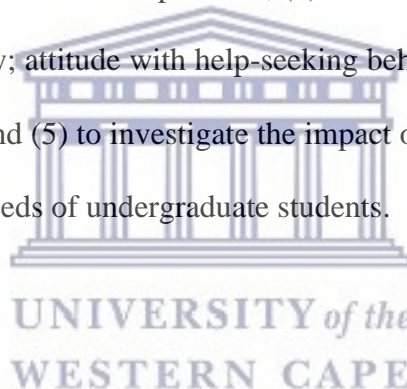 y; attitude with help-seeking beh
nd (5) to investigate the impact o
eeds of undergraduate students.
UNIVERSITY of the
WESTERN CAPE